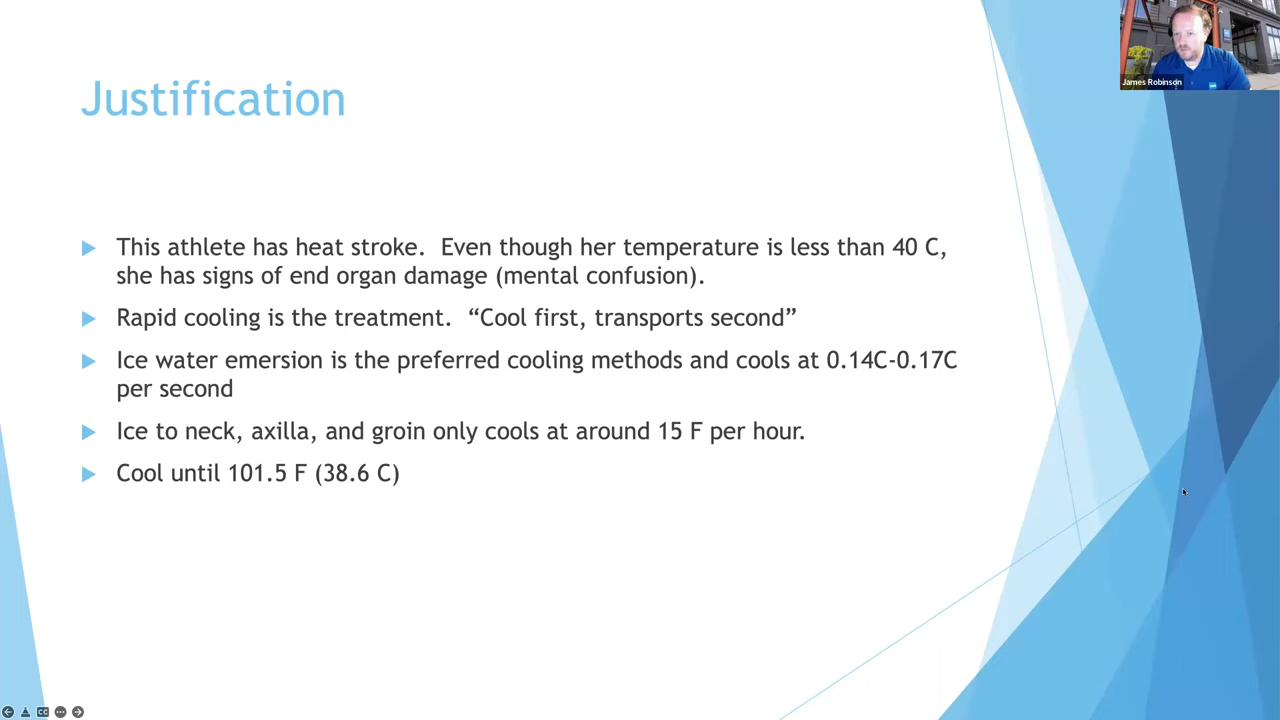 James Robinson
Justification
This athlete has heat stroke.  Even though her temperature is less than 40 C,
she has signs of end organ damage (mental confusion).
Rapid cooling is the treatment.  “Cool first, transports second”
Ice water emersion is the preferred cooling methods and cools at 0.14C-0.17C
per second
Ice to neck, axilla, and groin only cools at around 15 F per hour.
Cool until 101.5 F (38.6 C)
CC